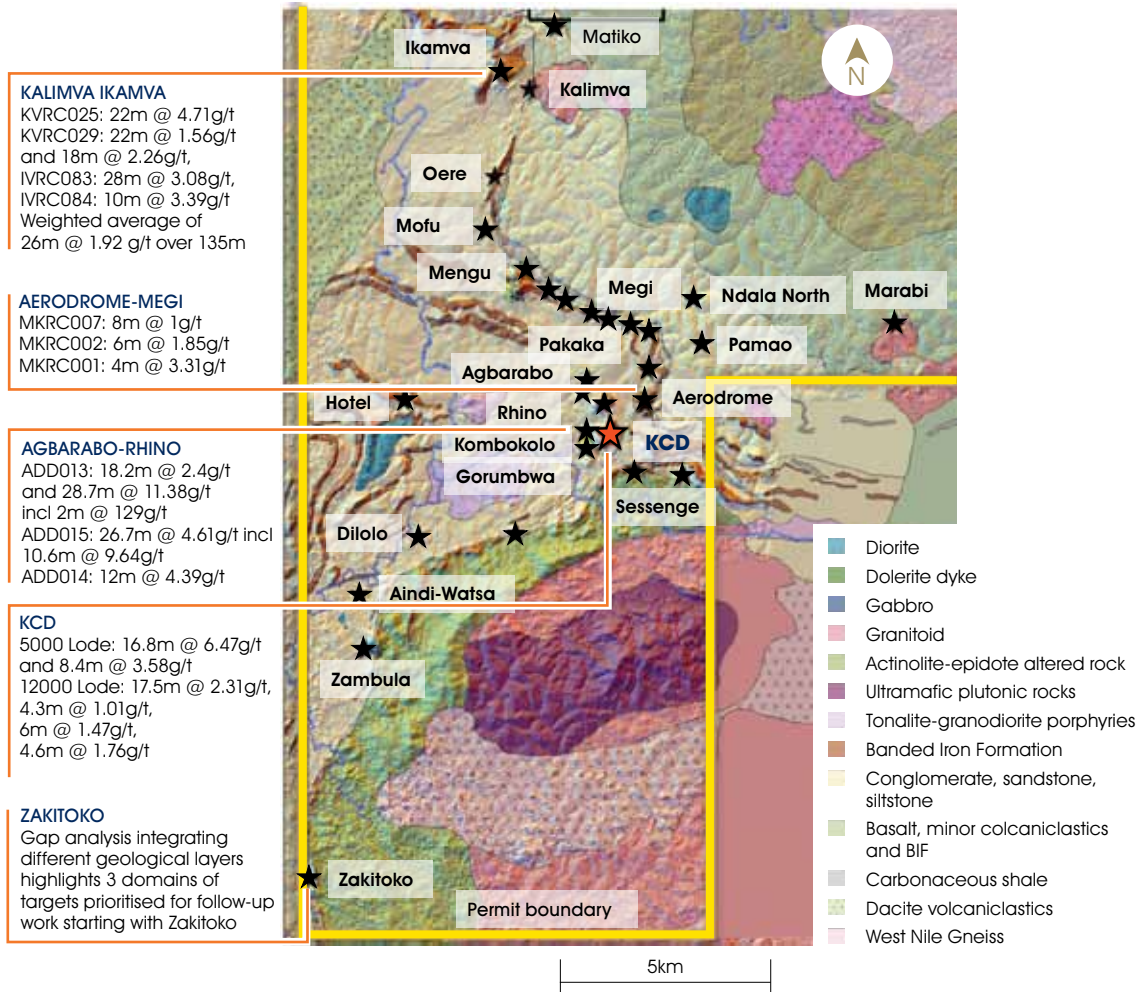 KALIMVA IKAMVA
KVRC025: 22m @ 4.71g/t
KVRC029: 22m @ 1.56g/t
and 18m @ 2.26g/t,
IVRC083: 28m @ 3.08g/t,
IVRC084: 10m @ 3.39g/t
Weighted average of
26m @ 1.92 g/t over 135m
AERODROME-MEGI
MKRC007: 8m @ 1g/t
MKRC002: 6m @ 1.85g/t
MKRC001: 4m @ 3.31g/t
AGBARABO-RHINO
ADD013: 18.2m @ 2.4g/t
and 28.7m @ 11.38g/t
incl 2m @ 129g/t
ADD015: 26.7m @ 4.61g/t incl
10.6m @ 9.64g/t
ADD014: 12m @ 4.39g/t
KCD
5000 Lode: 16.8m @ 6.47g/t
and 8.4m @ 3.58g/t
12000 Lode: 17.5m @ 2.31g/t,
4.3m @ 1.01g/t,
6m @ 1.47g/t,
4.6m @ 1.76g/t
ZAKITOKO
Gap analysis integrating
different geological layers
highlights 3 domains of
targets prioritised for follow-up
work starting with Zakitoko
Matiko
Ikamva
N
Kalimva
Oere
Mofu
Mengu
Megi
Ndala North
Marabi
Pakaka
Pamao
Agbarabo
Hotel
Rhino
Aerodrome
Kombokolo
KCD
Gorumbwa
Sessenge
Dilolo
Aindi-Watsa
Zambula
Zakitoko
Permit boundary
Diorite
Dolerite dyke
Gabbro
Granitoid
Actinolite-epidote altered rock
Ultramafic plutonic rocks
Tonalite-granodiorite porphyries
Banded Iron Formation
Conglomerate, sandstone,
siltstone
Basalt, minor colcaniclastics
and BIF
Carbonaceous shale
Dacite volcaniclastics
West Nile Gneiss
5km